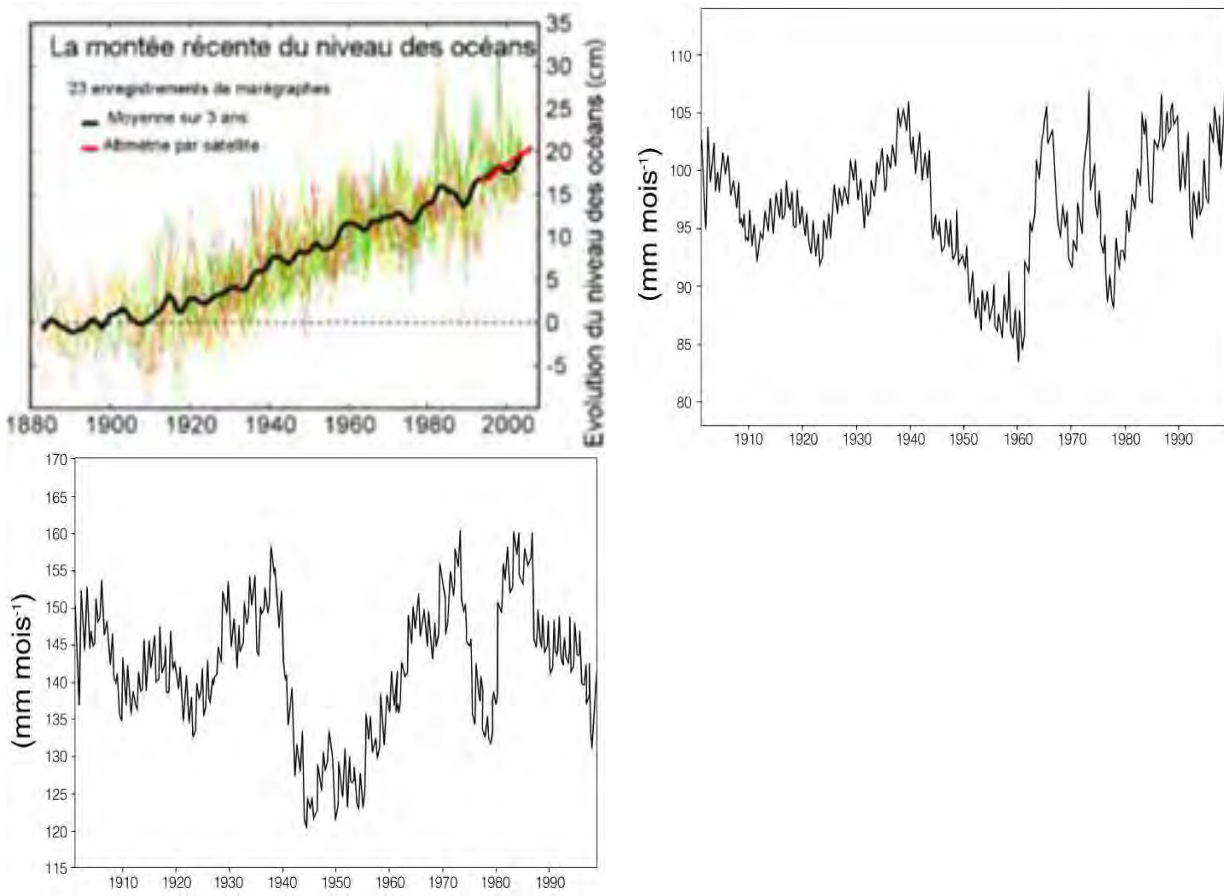 La montée récente du niveau des océans
23 enregistrements de marégraphes
Moyenne sur 3 ans
Altimétrie par satellite
35
30
25
20
15
10
5
0
-5
Evolution du niveau des océans (cm)
1880 1900 1920 1940 1960 1980 2000
110
105
100
95
90
85
80
(mm mois-1)
1910 1920 1930 1940 1950 1960 1970 1980 1990
170
165
160
155
150
145
140
135
130
125
120
115
(mm mois-1)
1910 1920 1930 1940 1950 1960 1970 1980 1990